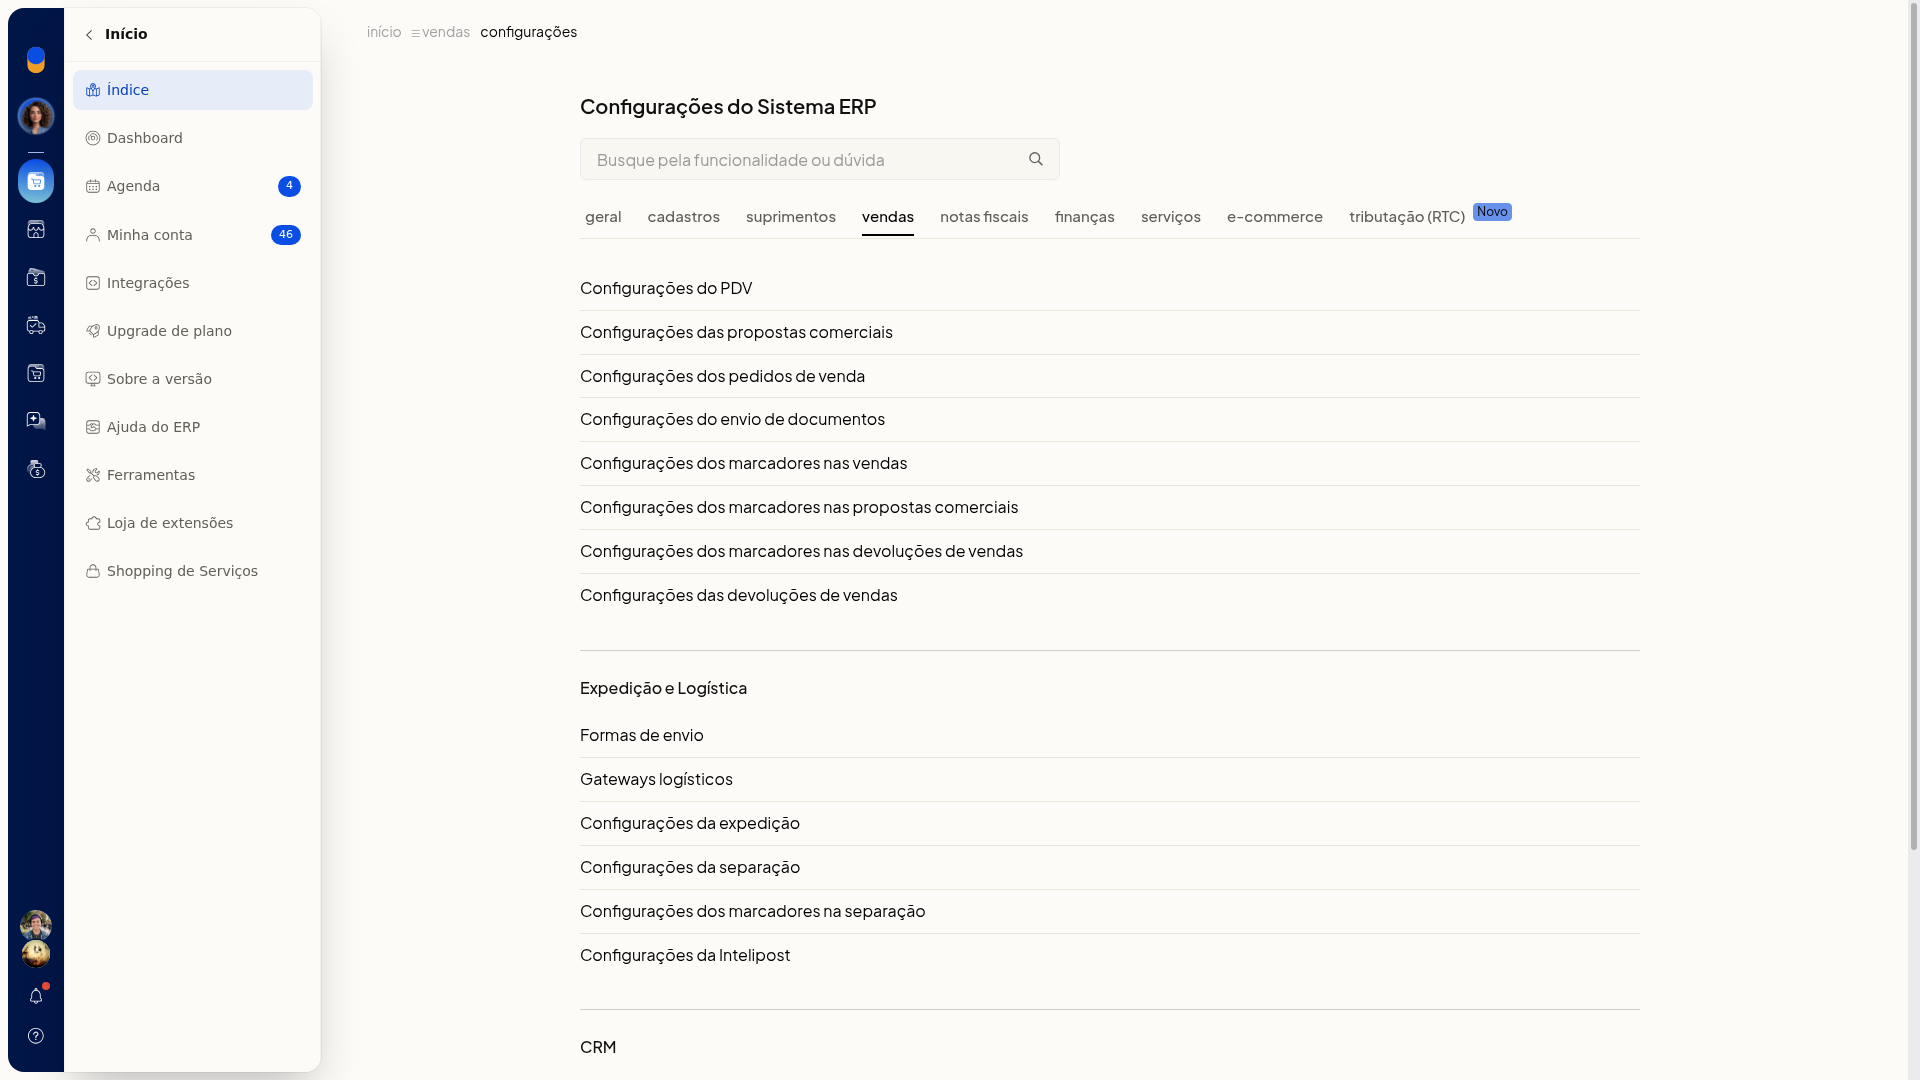 Início
Índice
Dashboard
Agenda 4
Minha conta 46
Integrações
Upgrade de plano
Sobre a versão
Ajuda do ERP
Ferramentas
Loja de extensões
Shopping de Serviços
início vendas configurações
Configurações do Sistema ERP
Busque pela funcionalidade ou dúvida
geral cadastros suprimentos vendas notas fiscais finanças serviços e-commerce tributação (RTC) Novo
Configurações do PDV
Configurações das propostas comerciais
Configurações dos pedidos de venda
Configurações do envio de documentos
Configurações dos marcadores nas vendas
Configurações dos marcadores nas propostas comerciais
Configurações dos marcadores nas devoluções de vendas
Configurações das devoluções de vendas
Expedição e Logística
Formas de envio
Gateways logísticos
Configurações da expedição
Configurações da separação
Configurações dos marcadores na separação
Configurações da Intelipost
CRM